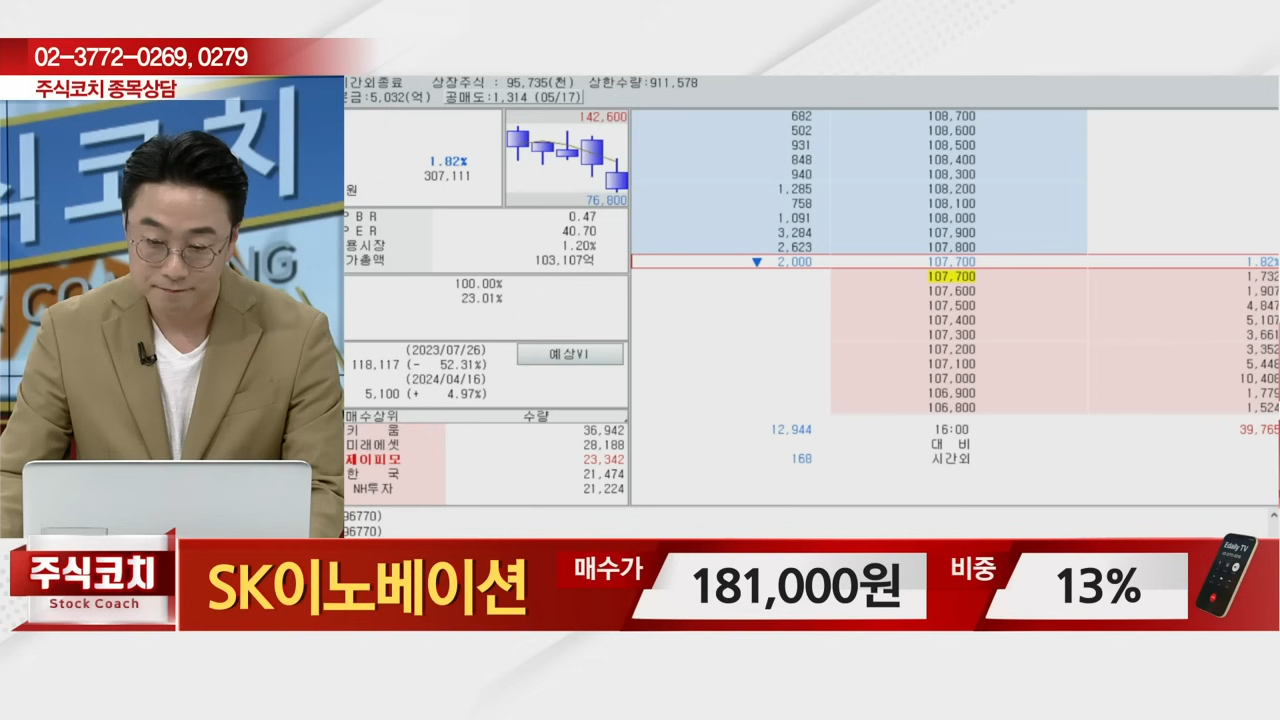 02-3772-0269, 0279
주식코치 종목상담
식코치
CO
NG
시간외종료 상장주식 : 95,735(천) 상한수량:911,578
금:5,032(억) 공매도:1,314 (05/17)
1.82%
307,111
원
142,600
76,800
PBR 0.47
PER 40.70
용시장 1.20%
가총액 103,107억
100.00%
23.01%
(2023/07/26)
118,117 (- 52.31%)
(2024/04/16)
5,100 (+ 4.97%)
예상VI
매수상위 수량
키 움 36,942
미래에셋 28,188
제이피모 23,342
한 국 21,474
NH투자 21,224
96770)
96770)
682 108,700
502 108,600
931 108,500
848 108,400
940 108,300
1,285 108,200
758 108,100
1,091 108,000
3,284 107,900
2,623 107,800
▼ 2,000 107,700 1.82%
107,700 1,732
107,600 1,907
107,500 4,847
107,400 5,107
107,300 3,661
107,200 3,352
107,100 5,448
107,000 10,408
106,900 1,779
106,800 1,524
12,944 16:00 39,765
대 비
168 시간외
주식코치
Stock Coach
SK이노베이션
매수가
181,000원
비중
13%
Edaily TV